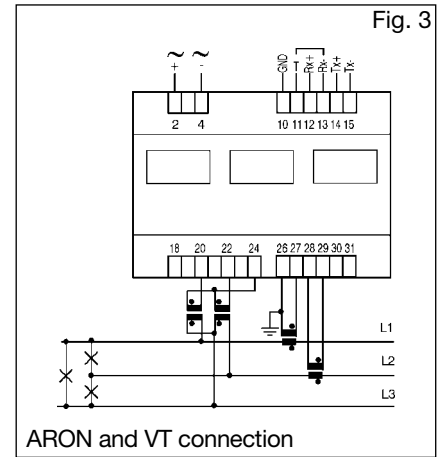 Fig. 3
~ ~
+ -
GND T Rx+ Rx- Tx+ Tx-
2 4 10 11 12 13 14 15
18 20 22 24 26 27 28 29 30 31
L1
L2
L3
ARON and VT connection